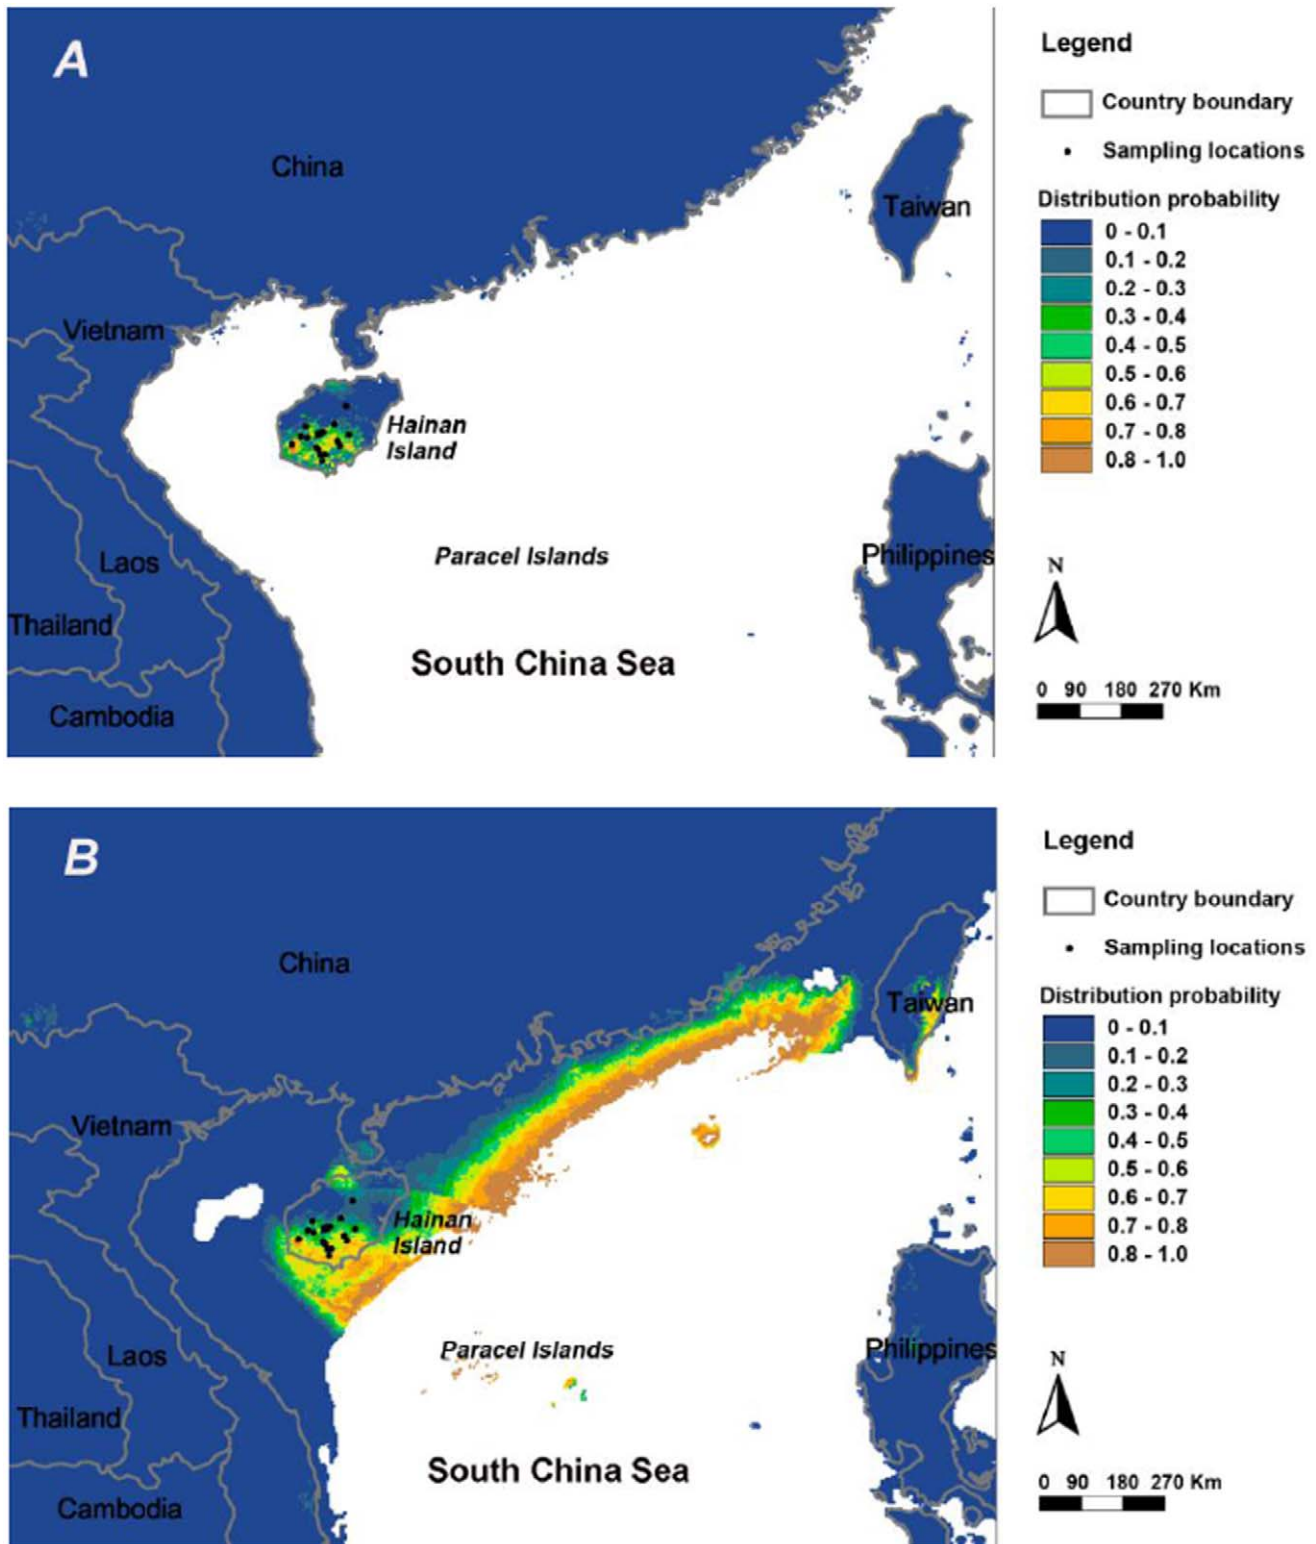 A
China
Taiwan
Vietnam
Hainan
Island
Paracel Islands
Laos
Philippines
Thailand
South China Sea
Cambodia
Legend
Country boundary
Sampling locations
Distribution probability
0 - 0.1
0.1 - 0.2
0.2 - 0.3
0.3 - 0.4
0.4 - 0.5
0.5 - 0.6
0.6 - 0.7
0.7 - 0.8
0.8 - 1.0
N
0 90 180 270 Km
B
China
Taiwan
Vietnam
Hainan
Island
Paracel Islands
Laos
Philippines
Thailand
South China Sea
Cambodia
Legend
Country boundary
Sampling locations
Distribution probability
0 - 0.1
0.1 - 0.2
0.2 - 0.3
0.3 - 0.4
0.4 - 0.5
0.5 - 0.6
0.6 - 0.7
0.7 - 0.8
0.8 - 1.0
N
0 90 180 270 Km